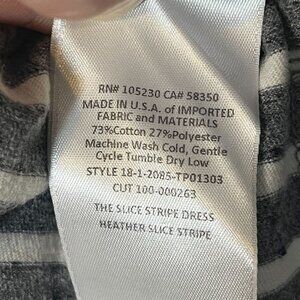 RN# 105230 CA# 58350
MADE IN U.S.A. of IMPORTED
FABRIC and MATERIALS
73%Cotton 27%Polyester
Machine Wash Cold, Gentle
Cycle Tumble Dry Low
STYLE 18-1-2085-TP01303
CUT 100-000263
THE SLICE STRIPE DRESS
HEATHER SLICE STRIPE